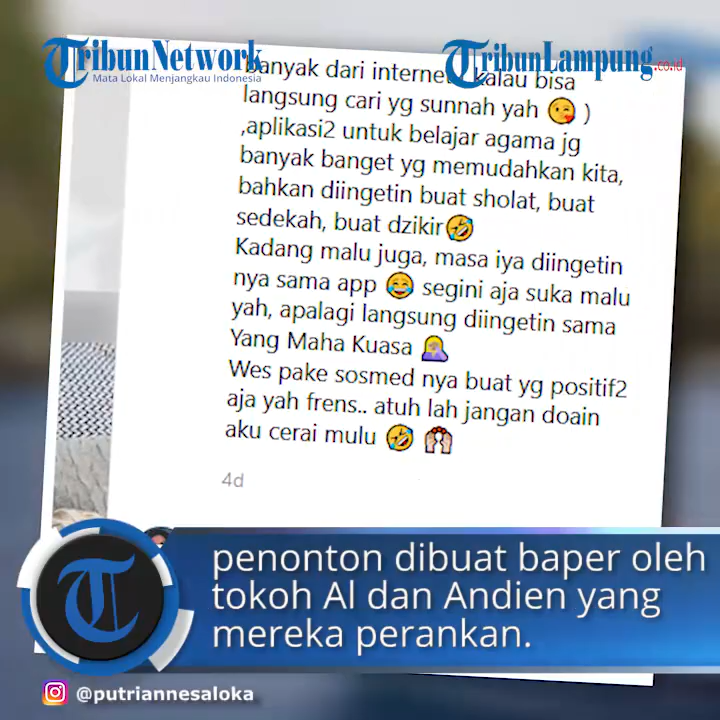 TribunNetwork
Mata Lokal Menjangkau Indonesia
TribunLampung.co.id
banyak dari internet kalau bisa
langsung cari yg sunnah yah 😘 )
,aplikasi2 untuk belajar agama jg
banyak banget yg memudahkan kita,
bahkan diingetin buat sholat, buat
sedekah, buat dzikir🤣
Kadang malu juga, masa iya diingetin
nya sama app 😂 segini aja suka malu
yah, apalagi langsung diingetin sama
Yang Maha Kuasa 🤦🏼‍♀️
Wes pake sosmed nya buat yg positif2
aja yah frens.. atuh lah jangan doain
aku cerai mulu 🤣 🤲🏼
4d
T
penonton dibuat baper oleh
tokoh Al dan Andien yang
mereka perankan.
@putriannesaloka